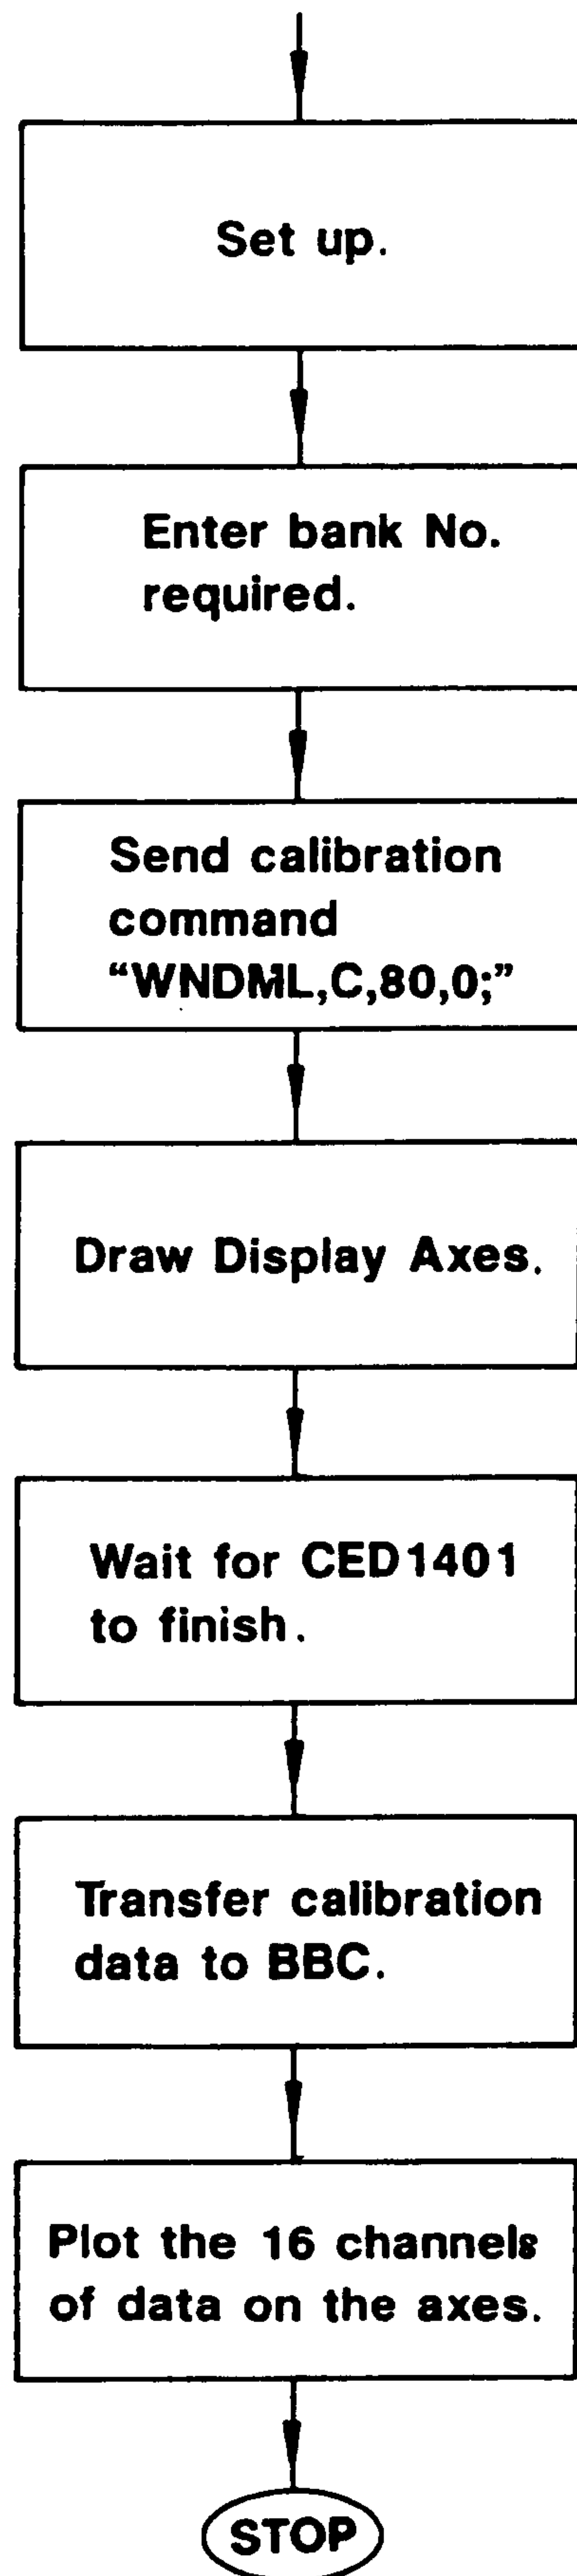 Set up.
Enter bank No.
required.
Send calibration
command
“WNDML,C,80,0;”
Draw Display Axes.
Wait for CED1401
to finish.
Transfer calibration
data to BBC.
Plot the 16 channels
of data on the axes.
STOP